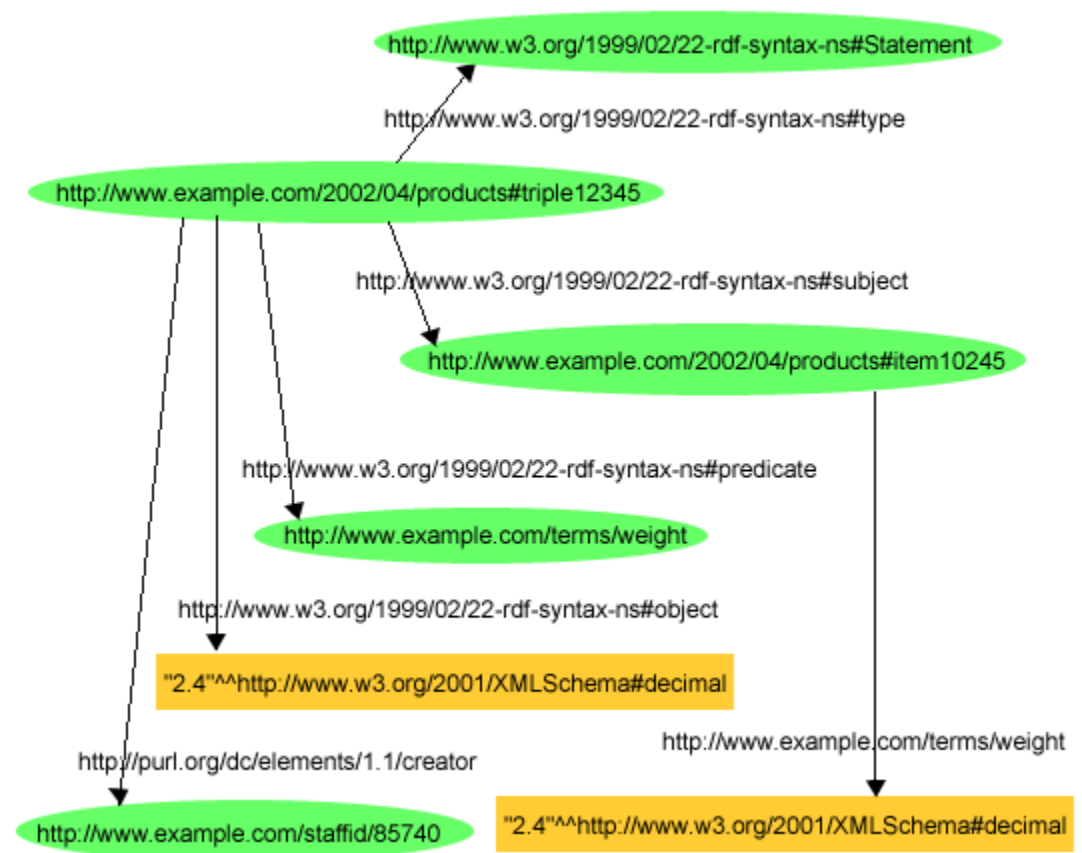 http://www.w3.org/1999/02/22-rdf-syntax-ns#Statement
http://www.w3.org/1999/02/22-rdf-syntax-ns#type
http://www.example.com/2002/04/products#triple12345
http://www.w3.org/1999/02/22-rdf-syntax-ns#subject
http://www.example.com/2002/04/products#item10245
http://www.w3.org/1999/02/22-rdf-syntax-ns#predicate
http://www.example.com/terms/weight
http://www.w3.org/1999/02/22-rdf-syntax-ns#object
"2.4"^^http://www.w3.org/2001/XMLSchema#decimal
http://www.example.com/terms/weight
http://purl.org/dc/elements/1.1/creator
"2.4"^^http://www.w3.org/2001/XMLSchema#decimal
http://www.example.com/staffid/85740